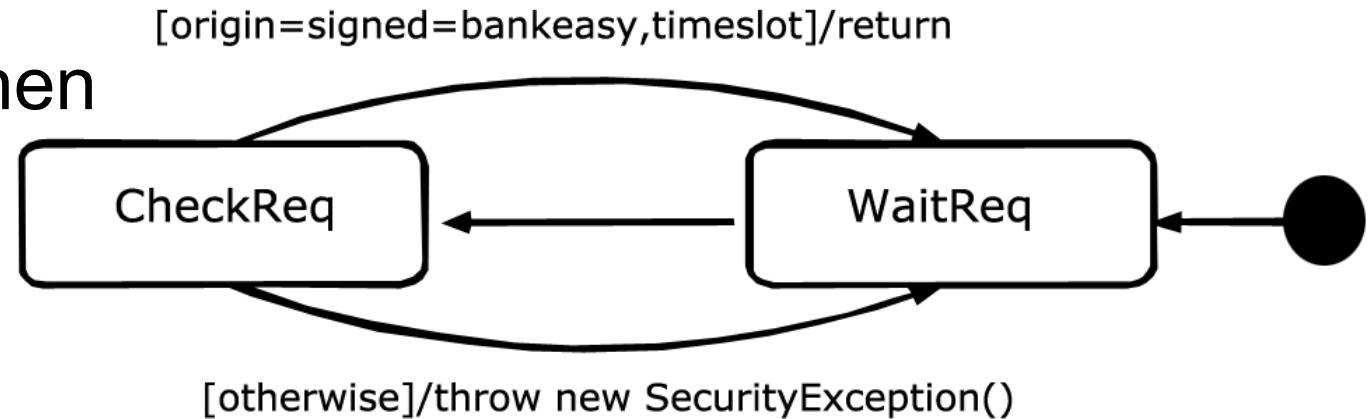 [origin=signed=bankeasy,timeslot]/return
CheckReq
WaitReq
[otherwise]/throw new SecurityException()